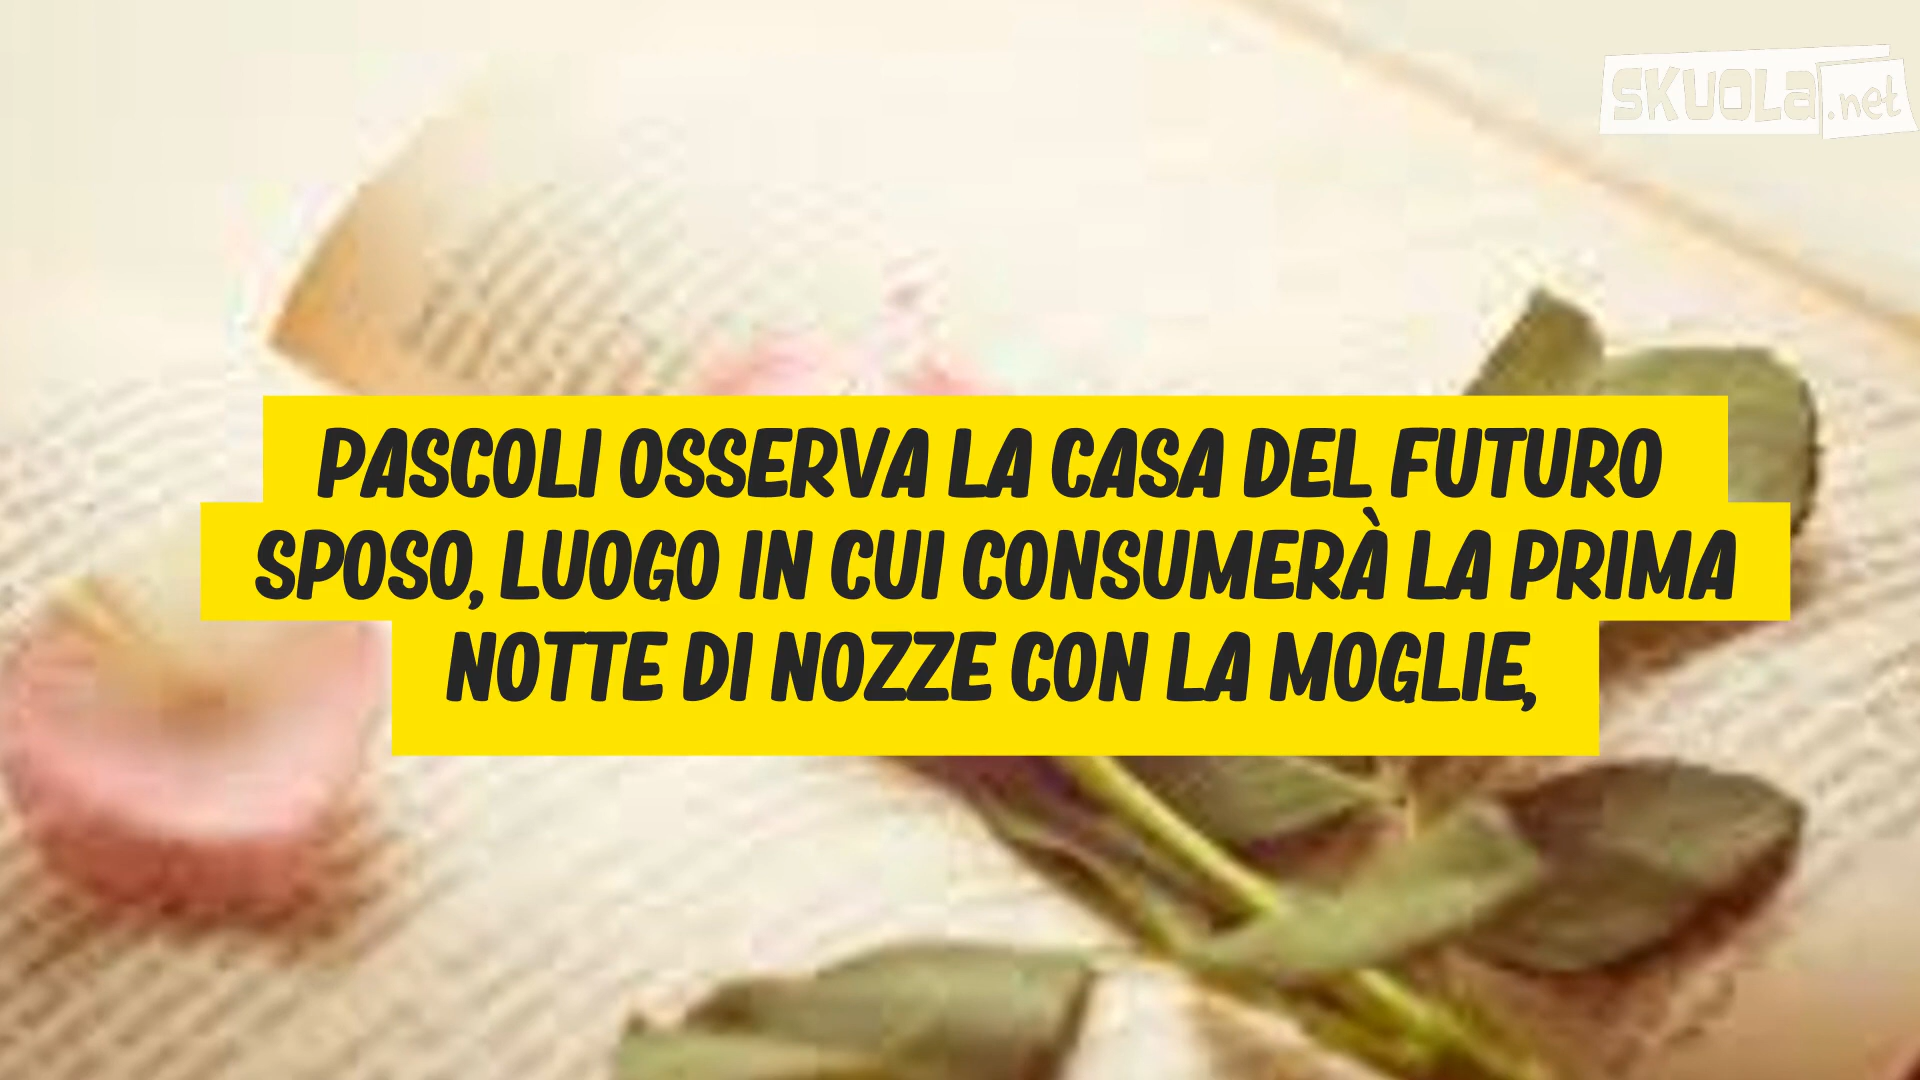 SKUOLA.net
PASCOLI OSSERVA LA CASA DEL FUTURO
SPOSO, LUOGO IN CUI CONSUMERÀ LA PRIMA
NOTTE DI NOZZE CON LA MOGLIE,